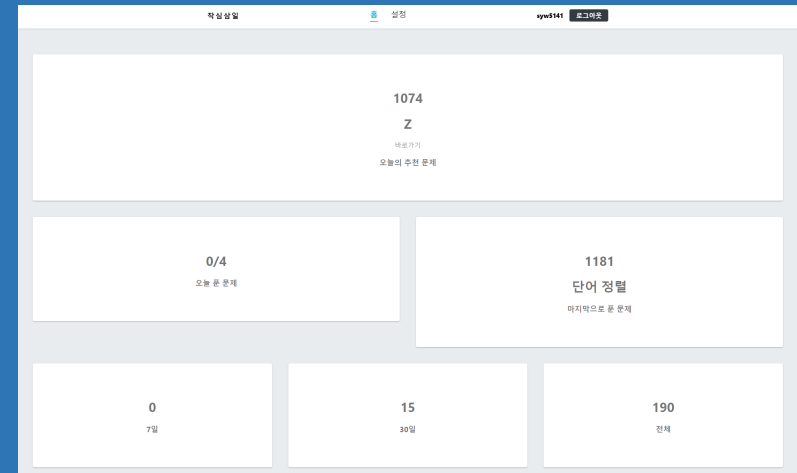 작심삼일
홈 설정
syw5141 로그아웃
1074
Z
바로가기
오늘의 추천 문제
0/4
오늘 푼 문제
1181
단어 정렬
마지막으로 푼 문제
0
7일
15
30일
190
전체